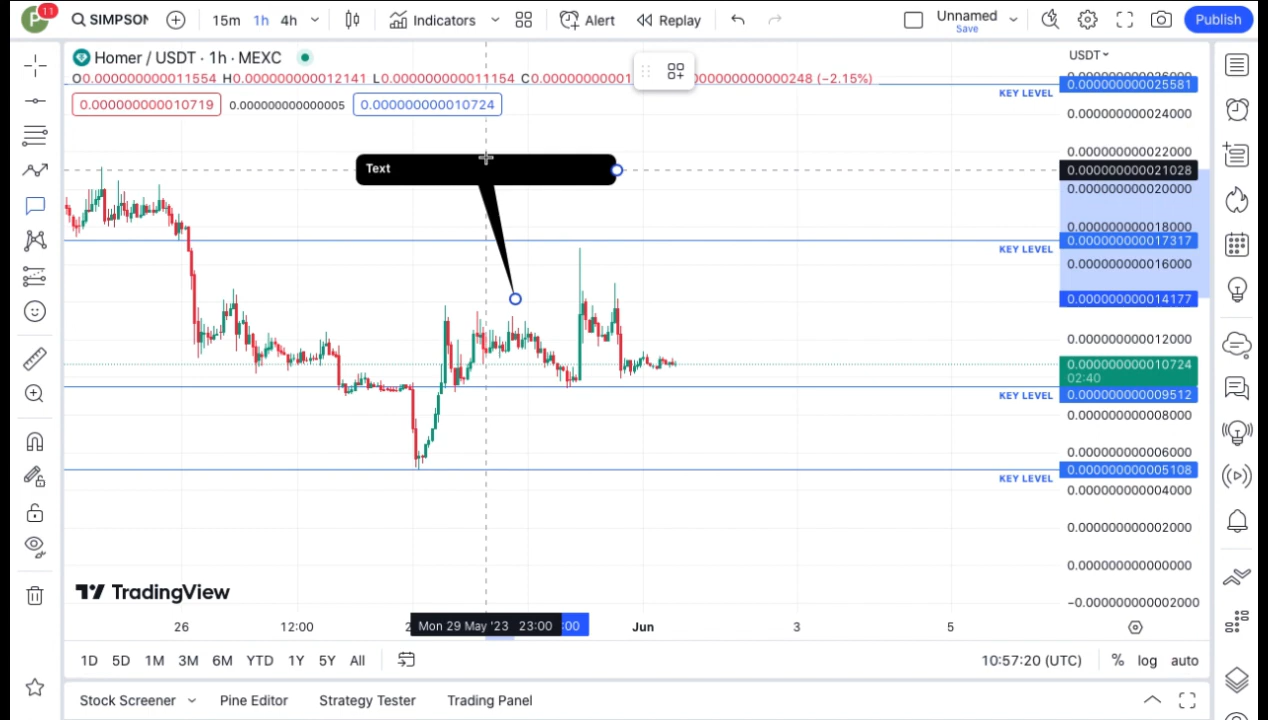 11
SIMPSON
15m 1h 4h
Indicators
Alert
Replay
Unnamed
Save
Publish
Homer / USDT · 1h · MEXC
O0.000000000011554 H0.000000000012141 L0.000000000011154 C0.00000000001 0.000000000000248 (−2.15%)
0.000000000010719 0.000000000000005 0.000000000010724
USDT
0.000000000025581
KEY LEVEL
0.000000000024000
0.000000000022000
Text
0.000000000021028
0.000000000020000
0.000000000018000
0.000000000017317
KEY LEVEL
0.000000000016000
0.000000000014177
0.000000000012000
0.000000000010724
02:40
0.000000000009512
KEY LEVEL
0.000000000008000
0.000000000006000
0.000000000005108
KEY LEVEL
0.000000000004000
0.000000000002000
0.000000000000000
TradingView
−0.000000000002000
26 12:00 2 Mon 29 May '23 23:00 :00 Jun 3 5
1D 5D 1M 3M 6M YTD 1Y 5Y All
10:57:20 (UTC) % log auto
Stock Screener Pine Editor Strategy Tester Trading Panel